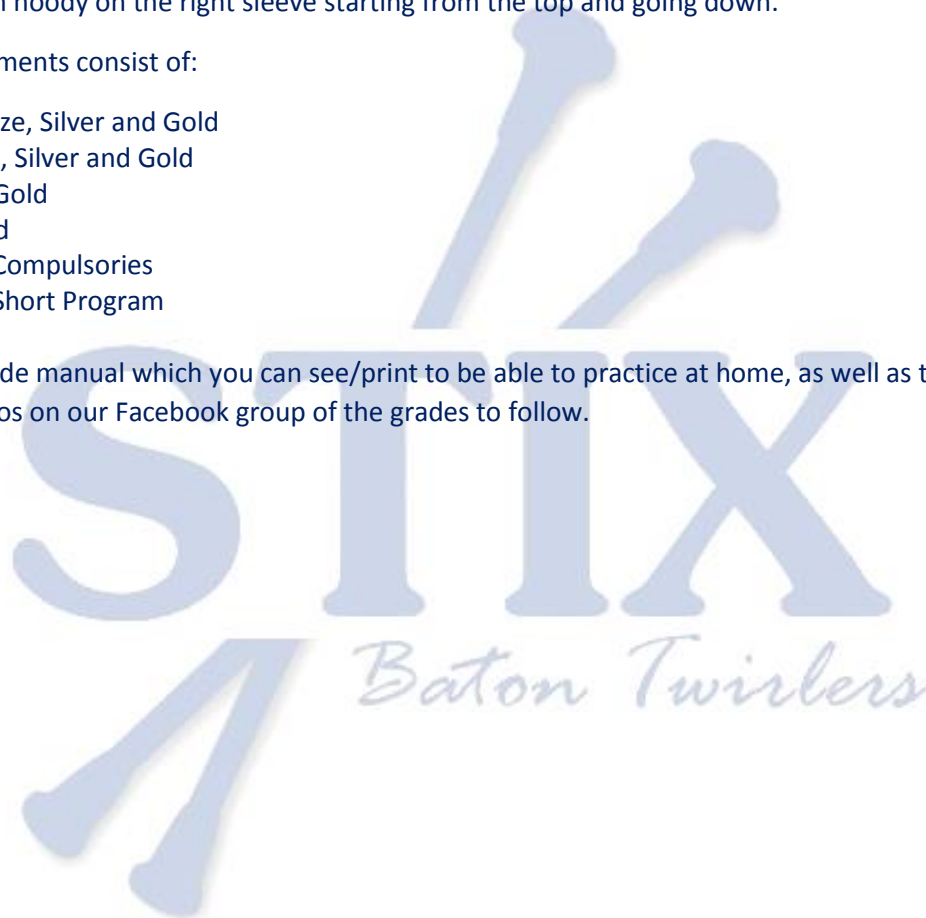 hoody on the right sleeve starting from the top and going down.
ments consist of:
ze, Silver and Gold
, Silver and Gold
Gold
d
Compulsories
Short Program
de manual which you can see/print to be able to practice at home, as well as t
os on our Facebook group of the grades to follow.
STIX
Baton Twirlers